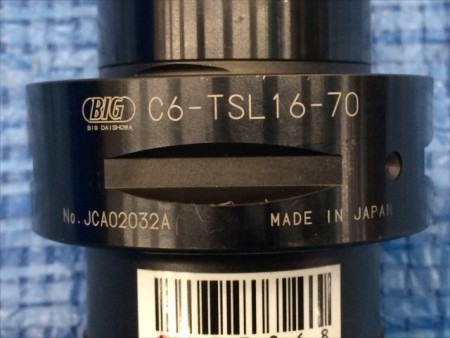 BIG C6-TSL16-70
BIG DAISHOWA
No.JCA02032A MADE IN JAPAN